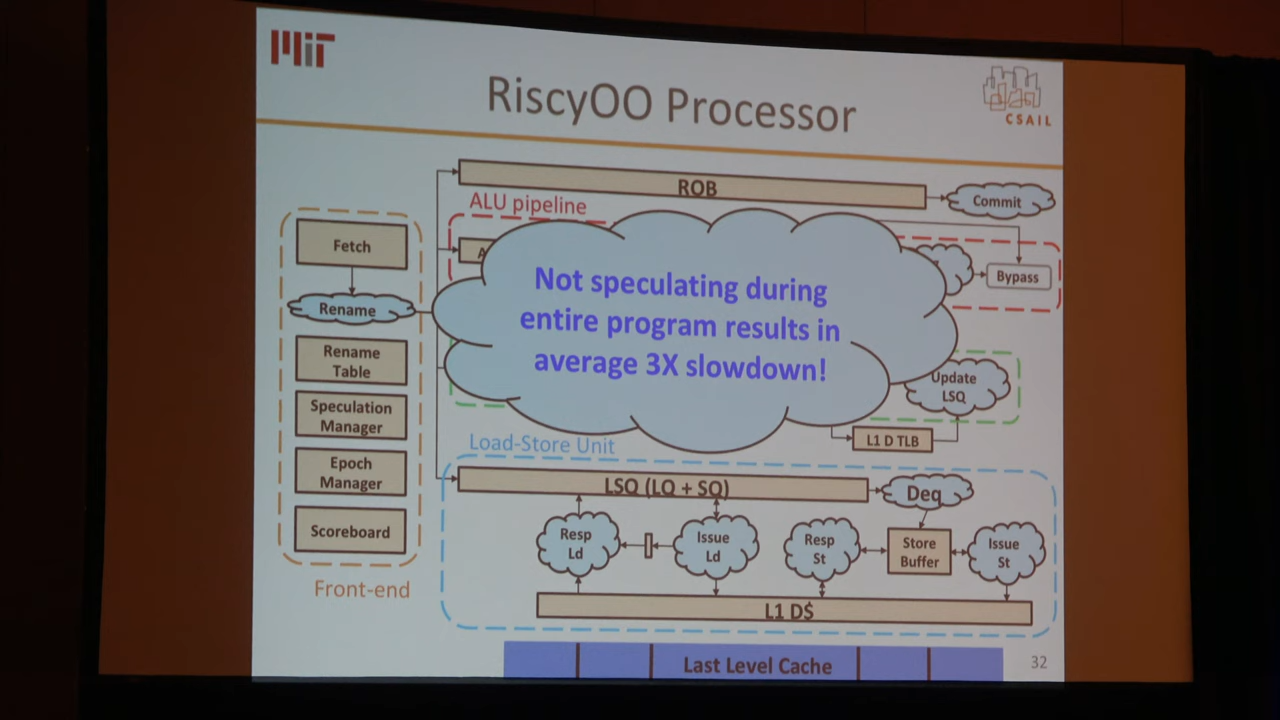 MIT
RiscyOO Processor
CSAIL
ROB
Commit
ALU pipeline
Fetch
Bypass
Rename
Not speculating during
entire program results in
average 3X slowdown!
Rename
Table
Speculation
Manager
Epoch
Manager
Scoreboard
Front-end
Update
LSQ
L1 D TLB
Load-Store Unit
LSQ (LQ + SQ)
Deq
Resp
Ld
Issue
Ld
Resp
St
Store
Buffer
Issue
St
L1 D$
Last Level Cache
32